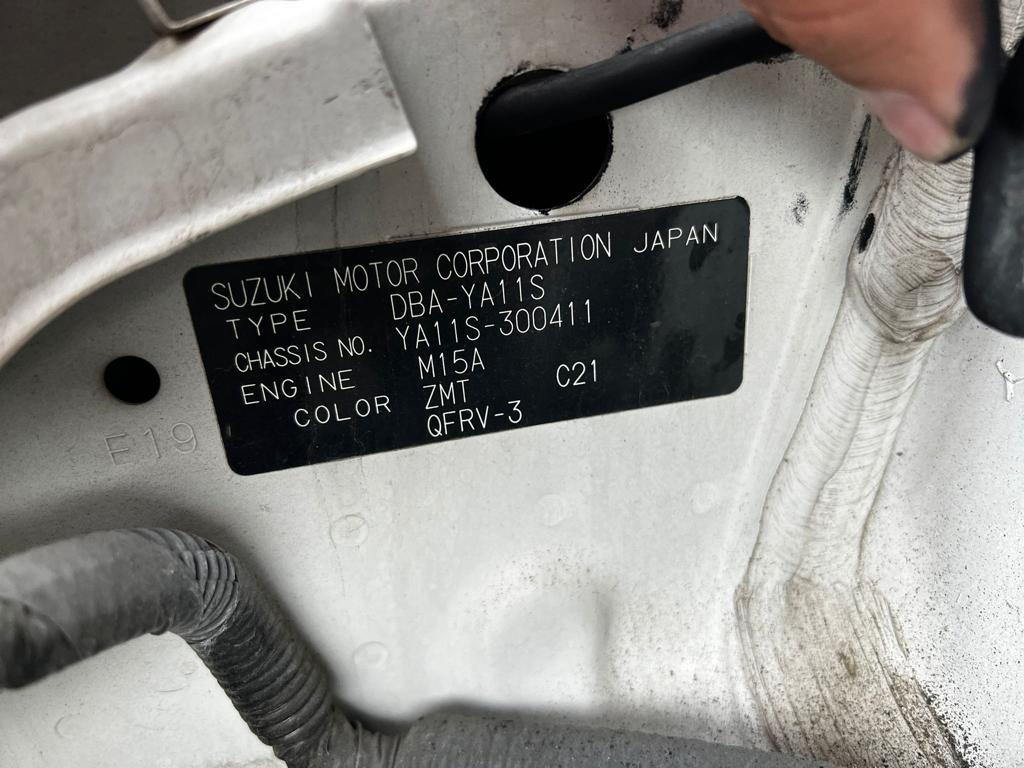 SUZUKI MOTOR CORPORATION JAPAN
TYPE DBA-YA11S
CHASSIS NO. YA11S-300411
ENGINE M15A
COLOR ZMT C21
QFRV-3
E19